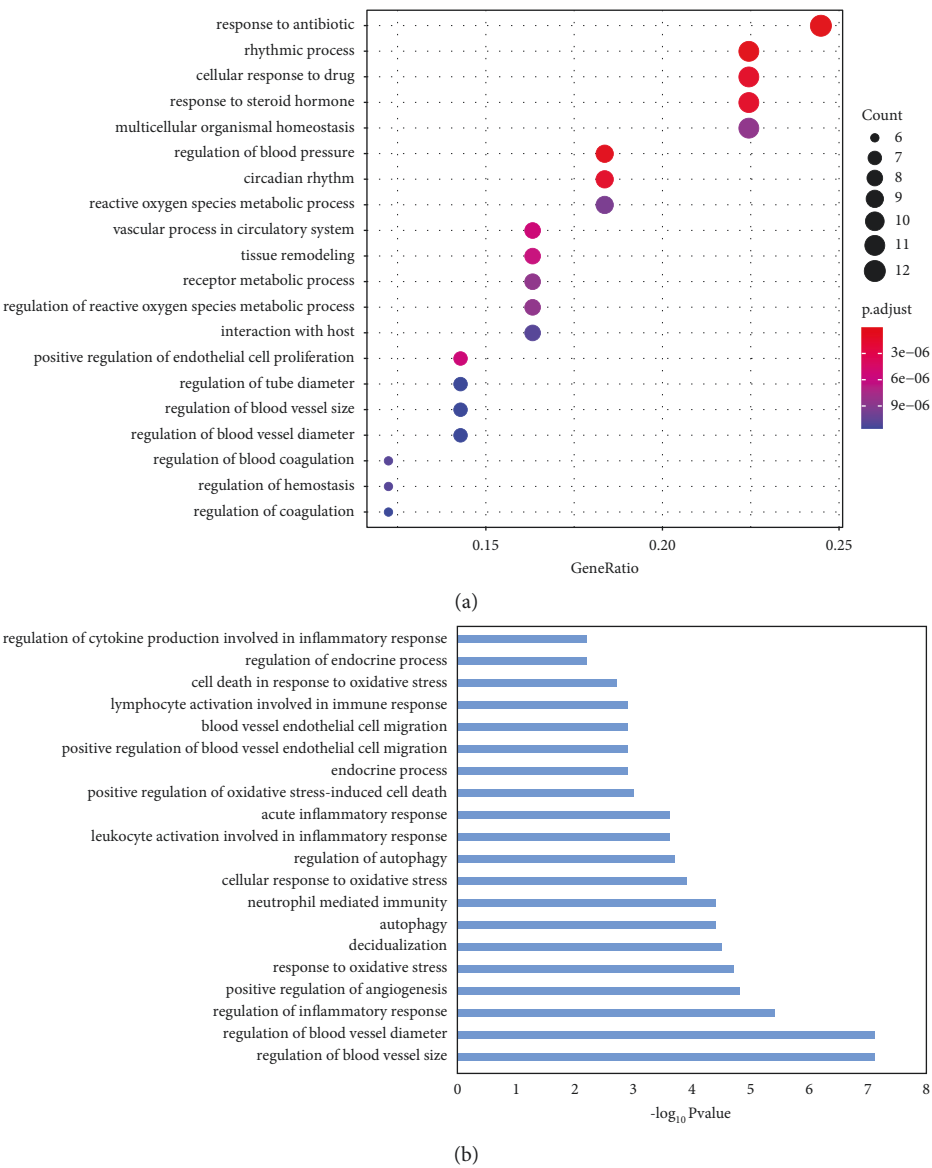 response to antibiotic
rhythmic process
cellular response to drug
response to steroid hormone
multicellular organismal homeostasis
regulation of blood pressure
circadian rhythm
reactive oxygen species metabolic process
vascular process in circulatory system
tissue remodeling
receptor metabolic process
regulation of reactive oxygen species metabolic process
interaction with host
positive regulation of endothelial cell proliferation
regulation of tube diameter
regulation of blood vessel size
regulation of blood vessel diameter
regulation of blood coagulation
regulation of hemostasis
regulation of coagulation
0.15 0.20 0.25
GeneRatio
Count
6
7
8
9
10
11
12
p.adjust
3e−06
6e−06
9e−06
(a)
regulation of cytokine production involved in inflammatory response
regulation of endocrine process
cell death in response to oxidative stress
lymphocyte activation involved in immune response
blood vessel endothelial cell migration
positive regulation of blood vessel endothelial cell migration
endocrine process
positive regulation of oxidative stress-induced cell death
acute inflammatory response
leukocyte activation involved in inflammatory response
regulation of autophagy
cellular response to oxidative stress
neutrophil mediated immunity
autophagy
decidualization
response to oxidative stress
positive regulation of angiogenesis
regulation of inflammatory response
regulation of blood vessel diameter
regulation of blood vessel size
0 1 2 3 4 5 6 7 8
-log10 Pvalue
(b)